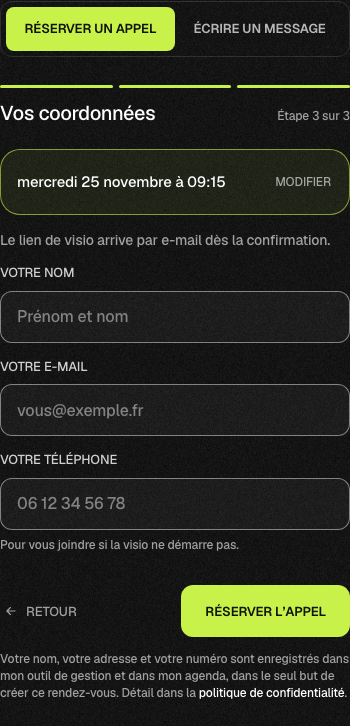 RÉSERVER UN APPEL
ÉCRIRE UN MESSAGE
Vos coordonnées
Étape 3 sur 3
mercredi 25 novembre à 09:15
MODIFIER
Le lien de visio arrive par e-mail dès la confirmation.
VOTRE NOM
Prénom et nom
VOTRE E-MAIL
vous@exemple.fr
VOTRE TÉLÉPHONE
06 12 34 56 78
Pour vous joindre si la visio ne démarre pas.
← RETOUR
RÉSERVER L'APPEL
Votre nom, votre adresse et votre numéro sont enregistrés dans
mon outil de gestion et dans mon agenda, dans le seul but de
créer ce rendez-vous. Détail dans la politique de confidentialité.